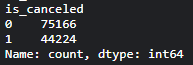 is_canceled
0    75166
1    44224
Name: count, dtype: int64